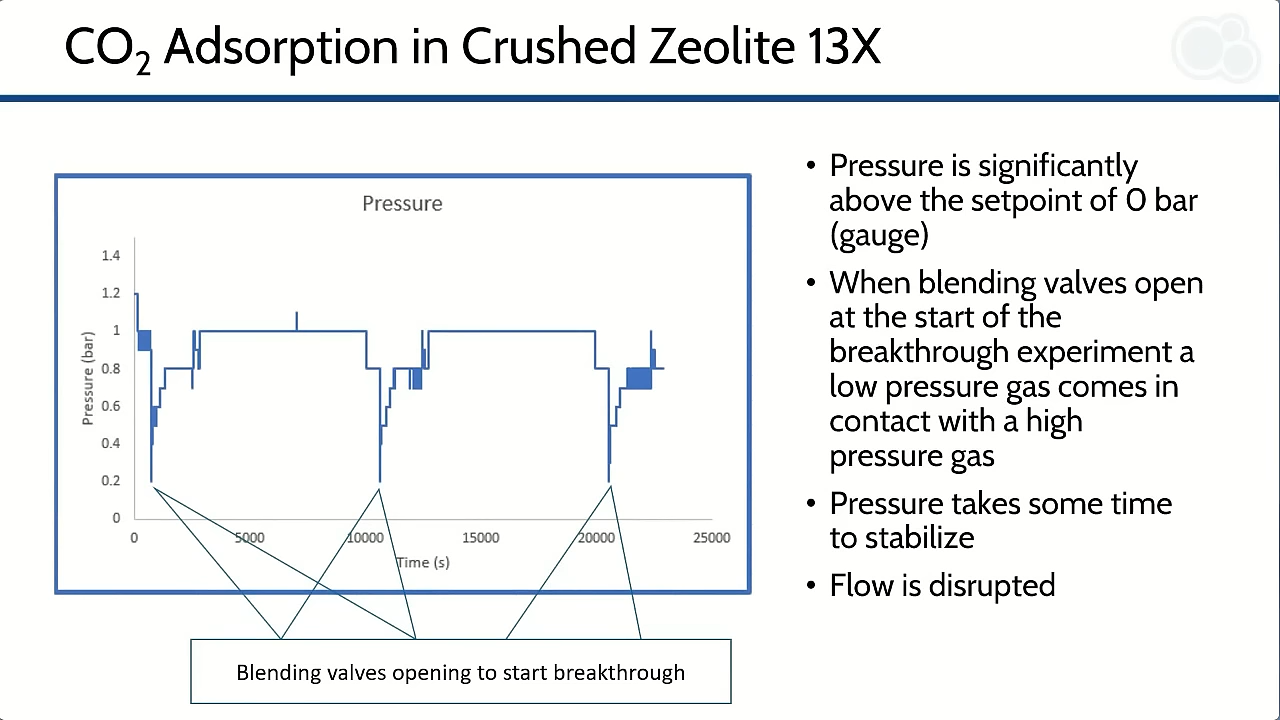 CO₂ Adsorption in Crushed Zeolite 13X
Pressure
1.4
1.2
1
0.8
0.6
0.4
0.2
0
Pressure (bar)
0 5000 10000 15000 20000 25000
Time (s)
Blending valves opening to start breakthrough
• Pressure is significantly
above the setpoint of 0 bar
(gauge)
• When blending valves open
at the start of the
breakthrough experiment a
low pressure gas comes in
contact with a high
pressure gas
• Pressure takes some time
to stabilize
• Flow is disrupted